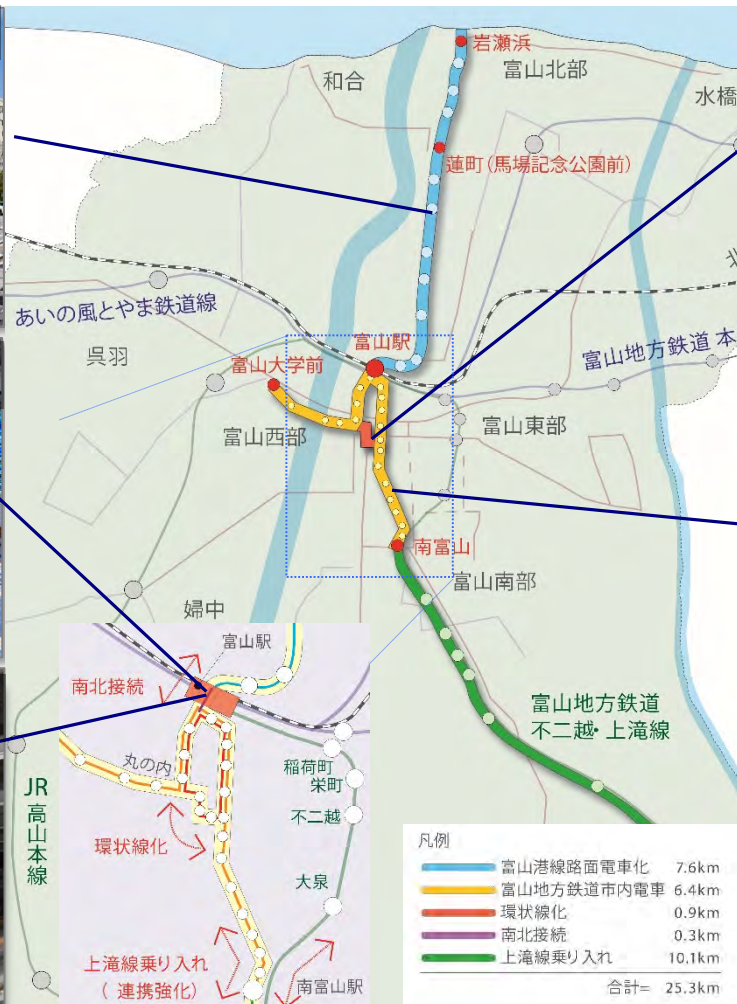 岩瀬浜
富山北部
和合
水橋
蓮町(馬場記念公園前)
北
あいの風とやま鉄道線
呉羽
富山駅
富山大学前
富山地方鉄道 本
富山西部
富山東部
南富山
富山南部
婦中
富山駅
南北接続
丸の内
稲荷町
栄町
不二越
環状線化
大泉
上滝線乗り入れ
( 連携強化)
南富山駅
JR
高山本線
富山地方鉄道
不二越・上滝線
凡例
富山港線路面電車化 7.6km
富山地方鉄道市内電車 6.4km
環状線化 0.9km
南北接続 0.3km
上滝線乗り入れ 10.1km
合計= 25.3km